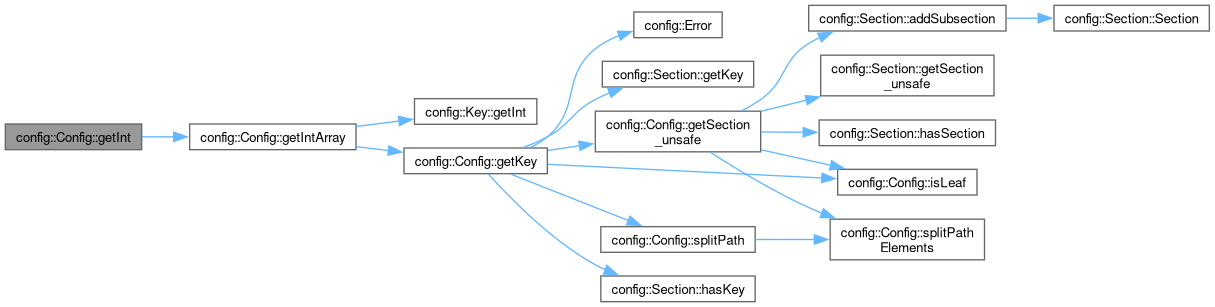 config::Config::getInt
config::Config::getIntArray
config::Key::getInt
config::Config::getKey
config::Error
config::Section::getKey
config::Config::getSection
_unsafe
config::Config::splitPath
config::Section::hasKey
config::Section::addSubsection
config::Section::getSection
_unsafe
config::Section::hasSection
config::Config::isLeaf
config::Config::splitPath
Elements
config::Section::Section